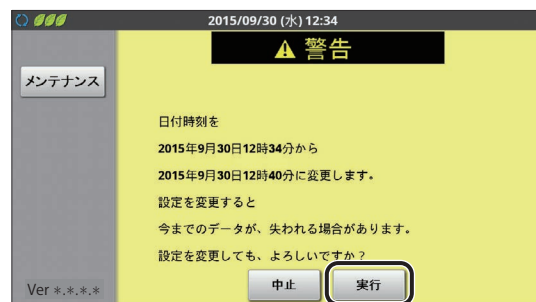 2015/09/30 (水) 12:34
警告
メンテナンス
日付時刻を
2015年9月30日12時34分から
2015年9月30日12時40分に変更します。
設定を変更すると
今までのデータが、失われる場合があります。
設定を変更しても、よろしいですか？
中止
実行
Ver *.*.*.*